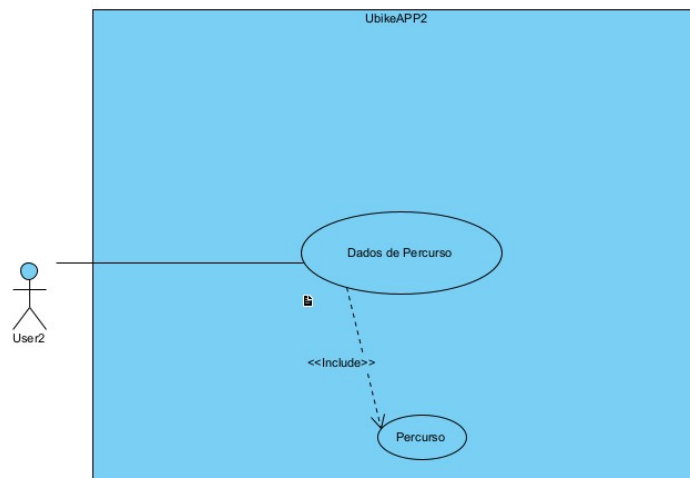 UbikeAPP2
Dados de Percurso
User2
<<Include>>
Percurso